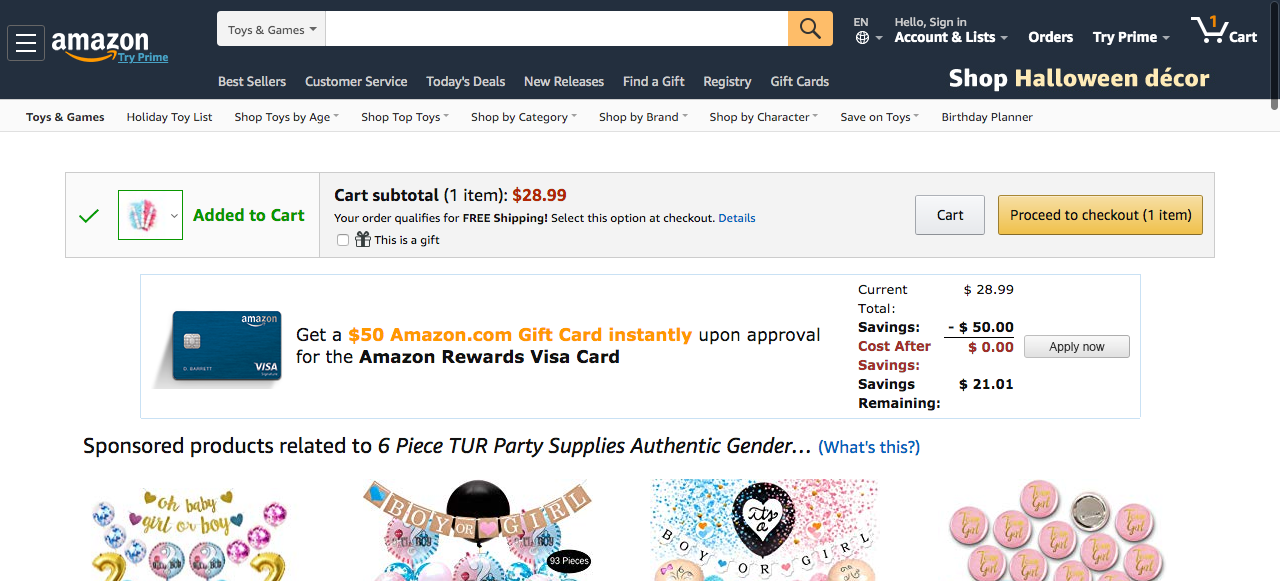 amazon
Try Prime
Toys & Games
EN
Hello, Sign in
Account & Lists
Orders
Try Prime
1
Cart
Best Sellers
Customer Service
Today's Deals
New Releases
Find a Gift
Registry
Gift Cards
Shop Halloween décor
Toys & Games
Holiday Toy List
Shop Toys by Age
Shop Top Toys
Shop by Category
Shop by Brand
Shop by Character
Save on Toys
Birthday Planner
Added to Cart
Cart subtotal (1 item): $28.99
Your order qualifies for FREE Shipping! Select this option at checkout. Details
This is a gift
Cart
Proceed to checkout (1 item)
amazon
D. BARRETT
VISA
Signature
Get a $50 Amazon.com Gift Card instantly upon approval
for the Amazon Rewards Visa Card
Current Total: $ 28.99
Savings: - $ 50.00
Cost After Savings: $ 0.00
Savings Remaining: $ 21.01
Apply now
Sponsored products related to 6 Piece TUR Party Supplies Authentic Gender… (What's this?)
oh baby
girl or boy
2
2
BOY OR GIRL
93 Pieces
it's
a
BOY OR GIRL
Team
Girl
Team
Girl
Team
Girl
Team
Girl